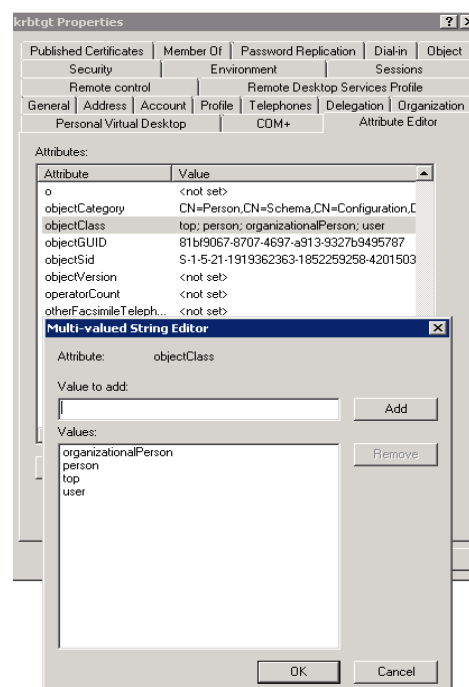 krbtgt Properties
Published Certificates Member Of Password Replication Dial-in Object
Security Environment Sessions
Remote control Remote Desktop Services Profile
General Address Account Profile Telephones Delegation Organization
Personal Virtual Desktop COM+ Attribute Editor
Attributes:
Attribute Value
o <not set>
objectCategory CN=Person,CN=Schema,CN=Configuration,D
objectClass top; person; organizationalPerson; user
objectGUID 81bf9067-8707-4697-a913-9327b9495787
objectSid S-1-5-21-1919362363-1852259258-4201503
objectVersion <not set>
operatorCount <not set>
otherFacsimileTeleph... <not set>
Multi-valued String Editor
Attribute: objectClass
Value to add:
Add
Values:
organizationalPerson
person
top
user
Remove
OK Cancel